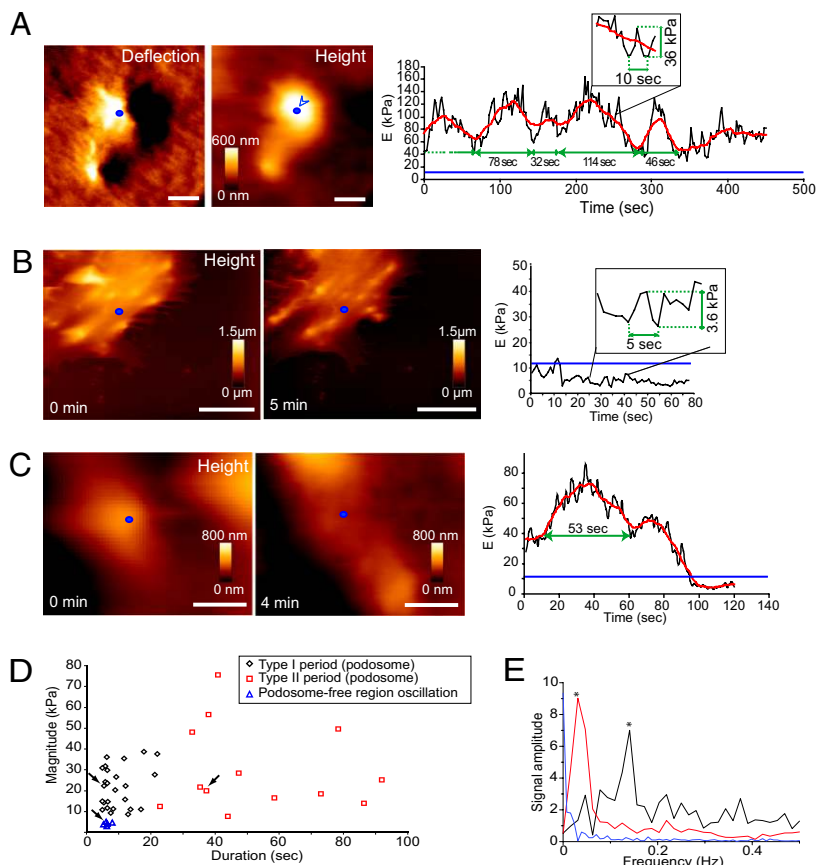 A
Deflection
Height
600 nm
0 nm
36 kPa
10 sec
E (kPa)
180
160
140
120
100
80
60
40
20
0
78 sec
32 sec
114 sec
46 sec
0 100 200 300 400 500
Time (sec)
B
Height
1.5µm
0 µm
0 min
1.5µm
0 µm
5 min
E (kPa)
50
40
30
20
10
0
3.6 kPa
5 sec
0 10 20 30 40 50 60 70 80
Time (sec)
C
Height
800 nm
0 nm
0 min
800 nm
0 nm
4 min
E (kPa)
80
60
40
20
0
53 sec
0 20 40 60 80 100 120 140
Time (sec)
D
Magnitude (kPa)
80
70
60
50
40
30
20
10
Type I period (podosome)
Type II period (podosome)
Podosome-free region oscillation
0 20 40 60 80 100
Duration (sec)
E
Signal amplitude
10
8
6
4
2
0
* *
0 0.2 0.4
Frequency (Hz)